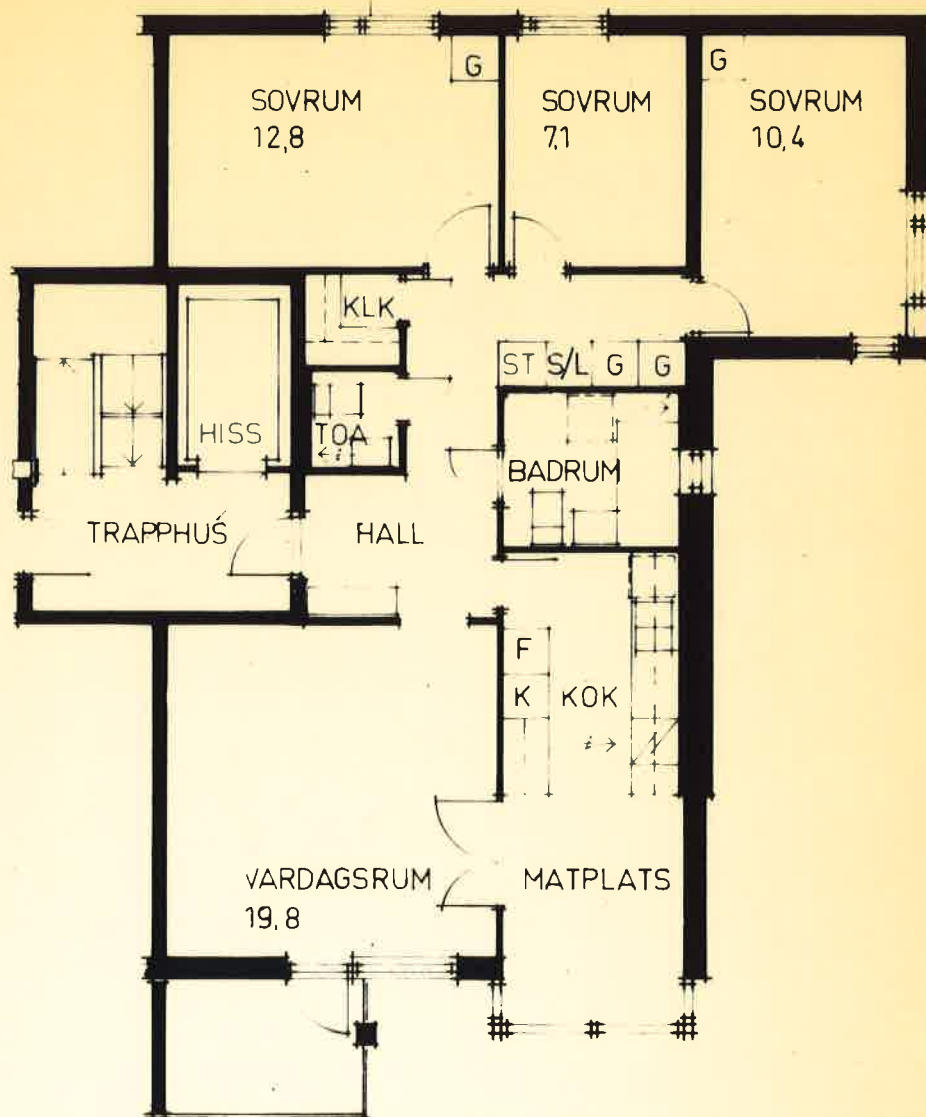 G
SOVRUM
12,8
SOVRUM
7,1
G
SOVRUM
10,4
KLK
ST S/L G G
HISS
TOA
BADRUM
TRAPPHUS
HALL
F
K
KÖK
VARDAGSRUM
19,8
MATPLATS